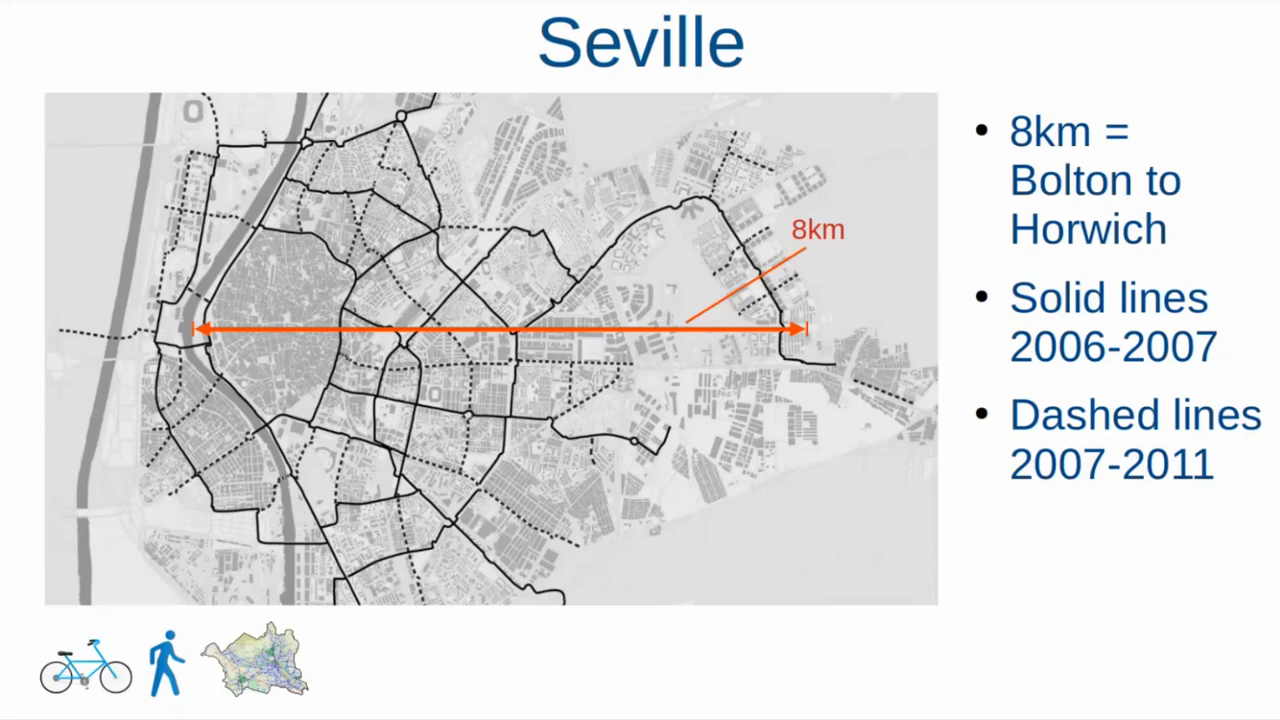 Seville
8km
• 8km =
Bolton to
Horwich
• Solid lines
2006-2007
• Dashed lines
2007-2011